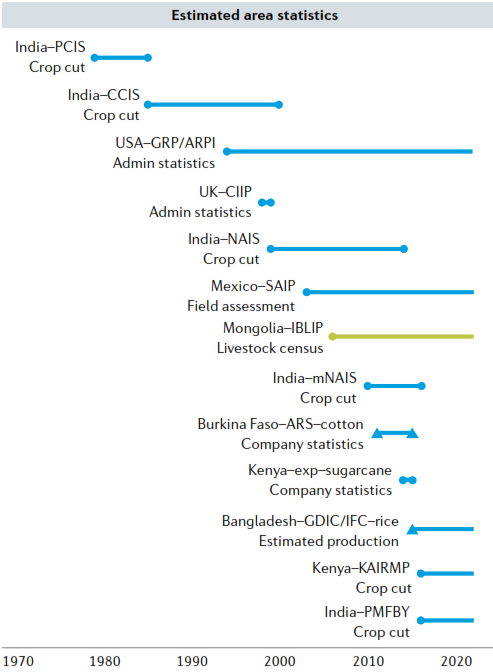 Estimated area statistics
India–PCIS
Crop cut
India–CCIS
Crop cut
USA–GRP/ARPI
Admin statistics
UK–CIIP
Admin statistics
India–NAIS
Crop cut
Mexico–SAIP
Field assessment
Mongolia–IBLIP
Livestock census
India–mNAIS
Crop cut
Burkina Faso–ARS–cotton
Company statistics
Kenya–exp–sugarcane
Company statistics
Bangladesh–GDIC/IFC–rice
Estimated production
Kenya–KAIRMP
Crop cut
India–PMFBY
Crop cut
1970 1980 1990 2000 2010 2020